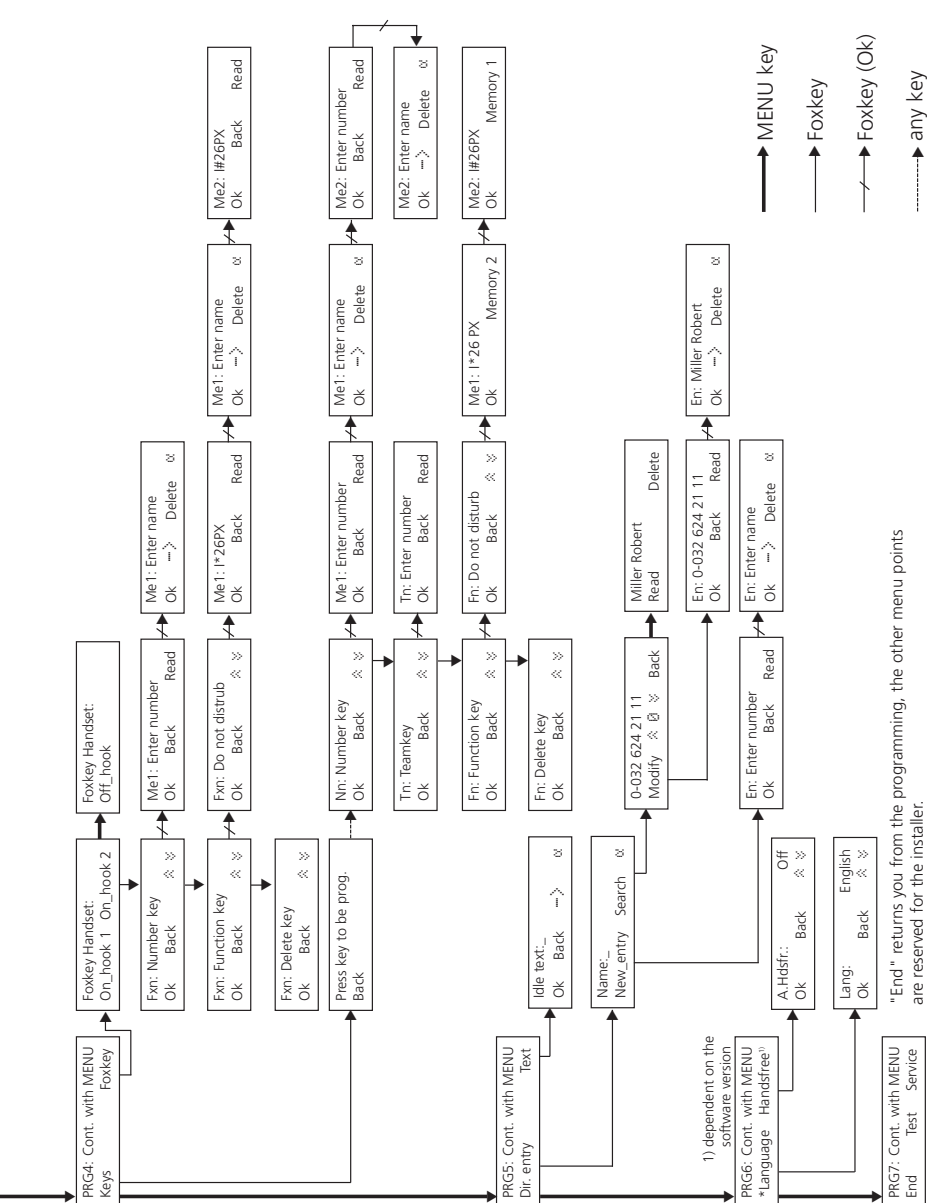 PRG4: Cont. with MENU
Keys Foxkey
Foxkey Handset:
On_hook 1 On_hook 2
Foxkey Handset:
Off_hook
Fxn: Number key
Ok Back
Me1: Enter number
Ok Back Read
Me1: Enter name
Ok ---> Delete α
Fxn: Function key
Ok Back
Fxn: Do not distrub
Ok Back
Me1: I*26PX
Ok Back Read
Me1: Enter name
Ok ---> Delete α
Me2: I#26PX
Ok Back Read
Fxn: Delete key
Ok Back
Press key to be prog.
Back
Nn: Number key
Ok Back
Me1: Enter number
Ok Back Read
Me1: Enter name
Ok ---> Delete α
Me2: Enter number
Ok Back Read
Me2: Enter name
Ok ---> Delete α
Tn: Teamkey
Ok Back
Tn: Enter number
Ok Back Read
Fn: Function key
Ok Back
Fn: Do not disturb
Ok Back
Me1: I*26 PX
Ok Memory 2
Me2: I#26PX
Ok Memory 1
Fn: Delete key
Ok Back
PRG5: Cont. with MENU
Dir. entry Text
Idle text:_
Ok Back ---> α
Name:_
New_entry Search α
0-032 624 21 11
Modify Back
Miller Robert
Read Delete
En: 0-032 624 21 11
Ok Back Read
En: Miller Robert
Ok ---> Delete α
En: Enter number
Ok Back Read
En: Enter name
Ok ---> Delete α
1) dependent on the
software version
PRG6: Cont. with MENU
*Language Handsfree1)
A.Hdsfr.: Off
Ok Back
Lang: English
Ok Back
PRG7: Cont. with MENU
End Test Service
"End" returns you from the programming, the other menu points
are reserved for the installer.
MENU key
Foxkey
Foxkey (Ok)
any key